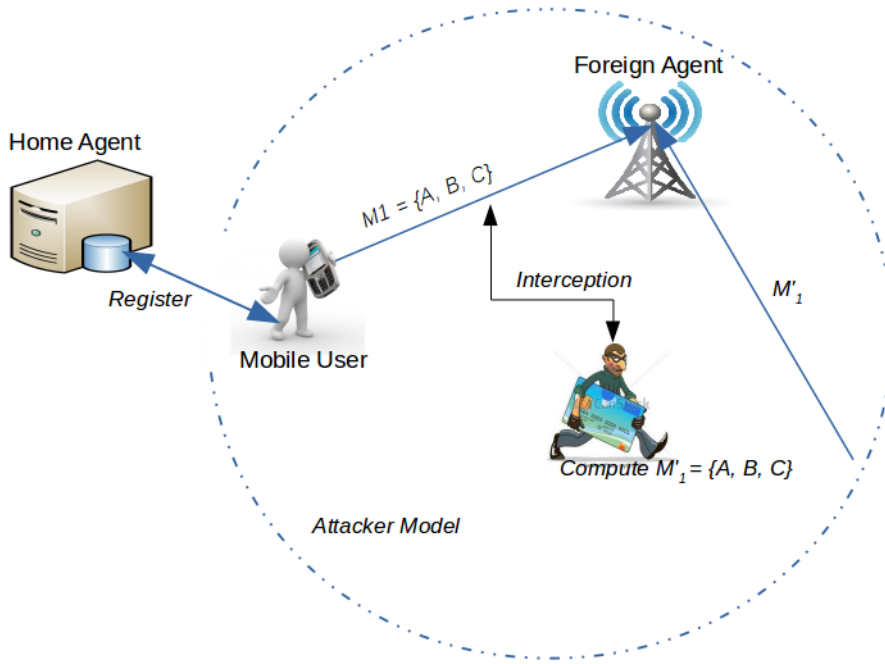 Foreign Agent
Home Agent
M1 = {A, B, C}
Register
Interception
M'₁
Mobile User
Compute M'₁ = {A, B, C}
Attacker Model